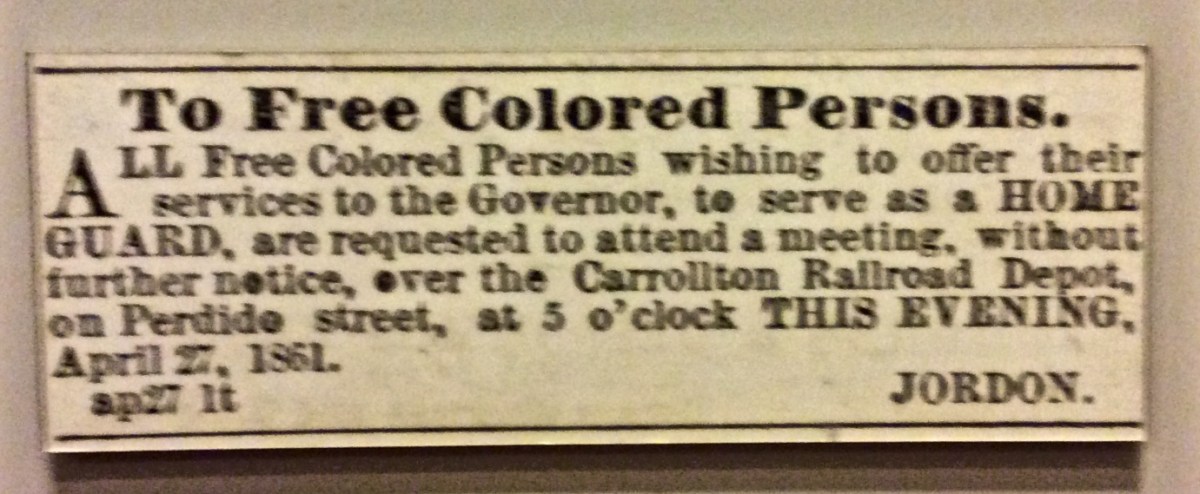 To Free Colored Persons.
ALL Free Colored Persons wishing to offer their
services to the Governor, to serve as a HOME
GUARD, are requested to attend a meeting, without
further notice, over the Carrollton Railroad Depot,
on Perdido street, at 5 o'clock THIS EVENING,
April 27, 1861.
ap27 1t
JORDON.